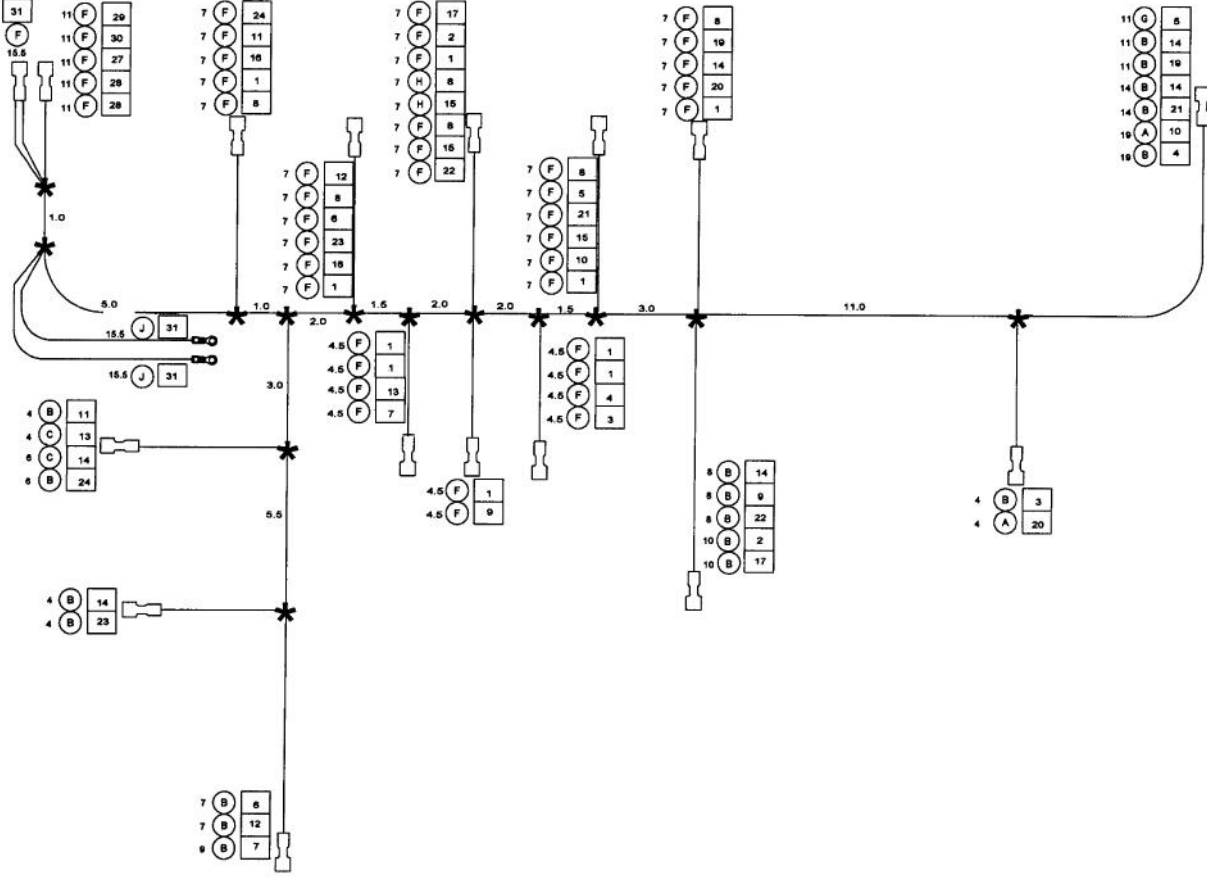 31
F
15.5
11 F 29
11 F 30
11 F 27
11 F 28
11 F 28
7 F 24
7 F 11
7 F 16
7 F 1
7 F 8
7 F 17
7 F 2
7 F 1
7 H 8
7 H 15
7 F 8
7 F 15
7 F 22
7 F 8
7 F 19
7 F 14
7 F 20
7 F 1
11 G 5
11 B 14
11 B 19
14 B 14
14 B 21
19 A 10
19 B 4
7 F 12
7 F 8
7 F 6
7 F 23
7 F 16
7 F 1
7 F 8
7 F 5
7 F 21
7 F 15
7 F 10
7 F 1
1.0
5.0
1.0
2.0
1.5
2.0
2.0
1.5
3.0
11.0
15.5 J 31
15.5 J 31
3.0
4.5 F 1
4.5 F 1
4.5 F 13
4.5 F 7
4.5 F 1
4.5 F 1
4.5 F 4
4.5 F 3
4 B 11
4 C 13
6 C 14
6 B 24
4.5 F 1
4.5 F 9
8 B 14
8 B 9
8 B 22
10 B 2
10 B 17
4 B 3
4 A 20
5.5
4 B 14
4 B 23
7 B 6
7 B 12
9 B 7